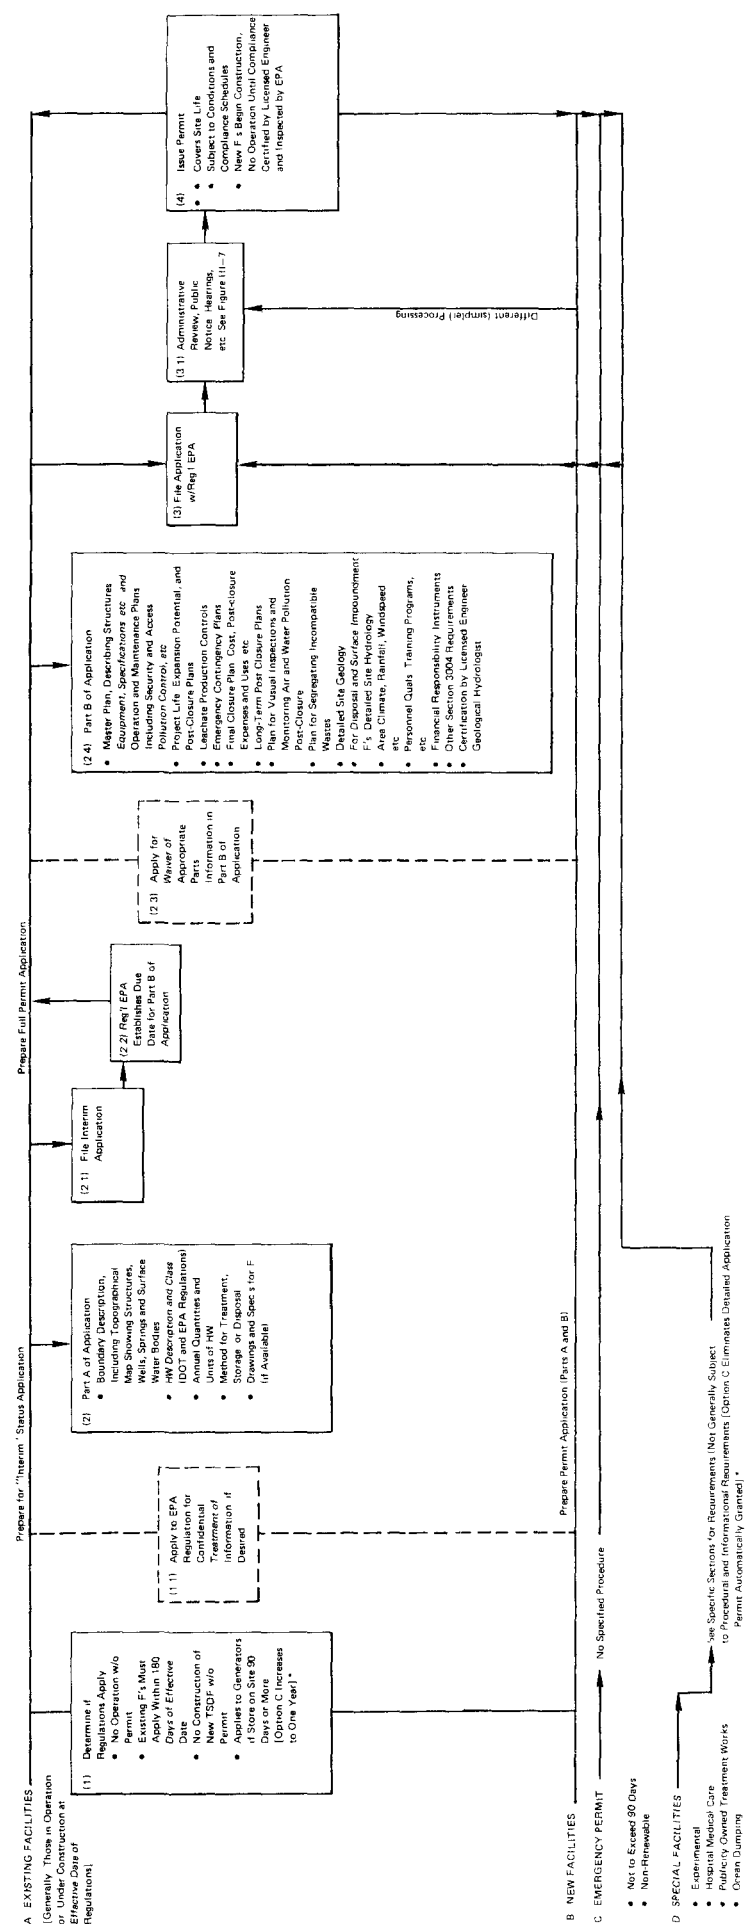 A EXISTING FACILITIES
[Generally Those in Operation
or Under Construction at
Effective Date of
Regulations]
Prepare for "Interim' Status Application
Prepare Full Permit Application
(1) Determine if
Regulations Apply
• No Operation w/o
Permit
• Existing F's Must
Apply Within 180
Days of Effective
Date
• No Construction of
New TSDF w/o
Permit
• Applies to Generators
if Store on Site 90
Days or More
[Option C Increases
to One Year] *
(1 1) Apply to EPA
Regulation for
Confidential
Treatment of
Information if
Desired
(2) Part A of Application
• Boundary Description,
Including Topographical
Map Showing Structures,
Wells, Springs and Surface
Water Bodies
• HW Description and Class
(DOT and EPA Regulations)
• Annual Quantities and
Units of HW
• Method for Treatment,
Storage or Disposal
• Drawings and Spec s for F
(if Available)
(2 1) File Interim
Application
(2 2) Reg'l EPA
Establishes Due
Date for Part B of
Application
(2 3) Apply for
Waiver of
Appropriate
Parts
Information in
Part B of
Application
(2 4) Part B of Application
• Master Plan, Describing Structures
Equipment, Specifications etc and
Operation and Maintenance Plans
Including Security and Access
Pollution Control, etc
• Project Life Expansion Potential, and
Post-Closure Plans
• Leachate Production Controls
• Emergency Contingency Plans
• Final Closure Plan Cost, Post-closure
Expenses and Uses etc
• Long-Term Post Closure Plans
• Plan for Vusual Inspections and
Monitoring Air and Water Pollution
Post-Closure
• Plan for Segregating Incompatible
Wastes
• Detailed Site Geology
• For Disposal and Surface Impoundment
F's Detailed Site Hydrology
• Area Climate, Rainfall, Windspeed
etc
• Personnel Quals Training Programs,
etc
• Financial Responsibility Instruments
• Other Section 3004 Requirements
• Certification by Licensed Engineer
Geological Hydrologist
(3) File Application
w/Reg'l EPA
(3 1) Administrative
Review, Public
Notice Hearings,
etc See Figure III-7
Different (simpler) Processing
(4) Issue Permit
•
• Covers Site Life
• Subject to Conditions and
Compliance Schedules
• New F s Begin Construction,
No Operation Until Compliance
Certified by Licensed Engineer
and Inspected by EPA
B NEW FACILITIES
Prepare Permit Application (Parts A and B)
C EMERGENCY PERMIT
No Specified Procedure
• Not to Exceed 90 Days
• Non-Renewable
D SPECIAL FACILITIES
• Experimental
• Hospital Medical Care
• Publicity Owned Treatment Works
• Ocean Dumping
See Specific Sections for Requirements [Not Generally Subject
to Procedural and Informational Requirements [Option C Eliminates Detailed Application
Permit Automatically Granted] *